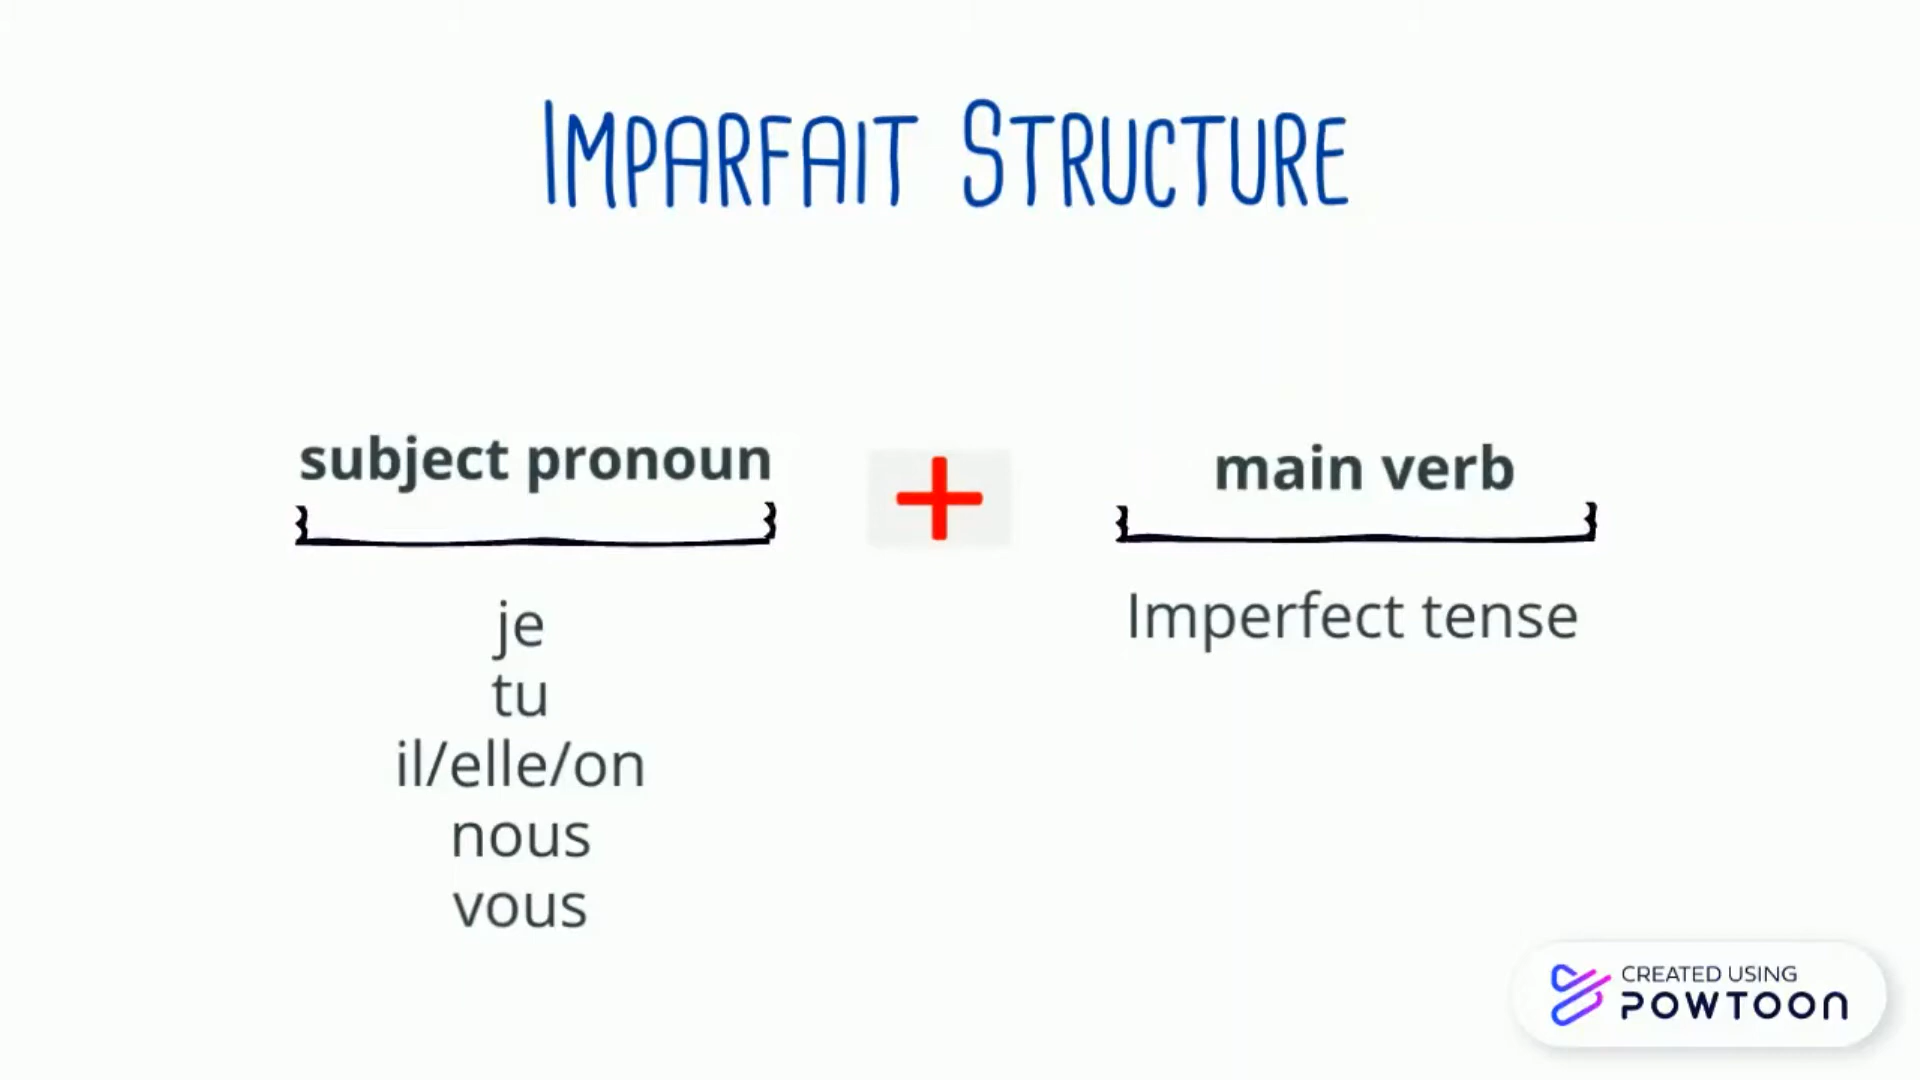 IMPARFAIT STRUCTURE
subject pronoun
+
main verb
je
tu
il/elle/on
nous
vous
Imperfect tense
CREATED USING
POWTOON